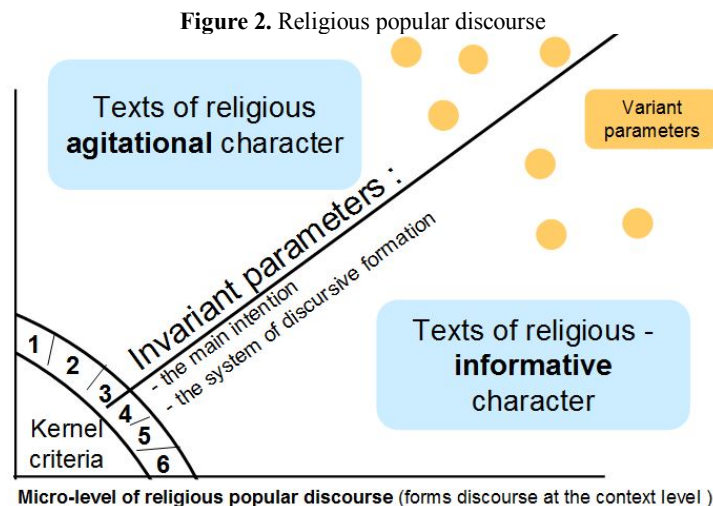 Figure 2. Religious popular discourse
Texts of religious
agitational character
Variant
parameters
Invariant parameters :
- the main intention
- the system of discursive formation
Texts of religious -
informative
character
1
2
3
4
5
6
Kernel
criteria
Micro-level of religious popular discourse (forms discourse at the context level )